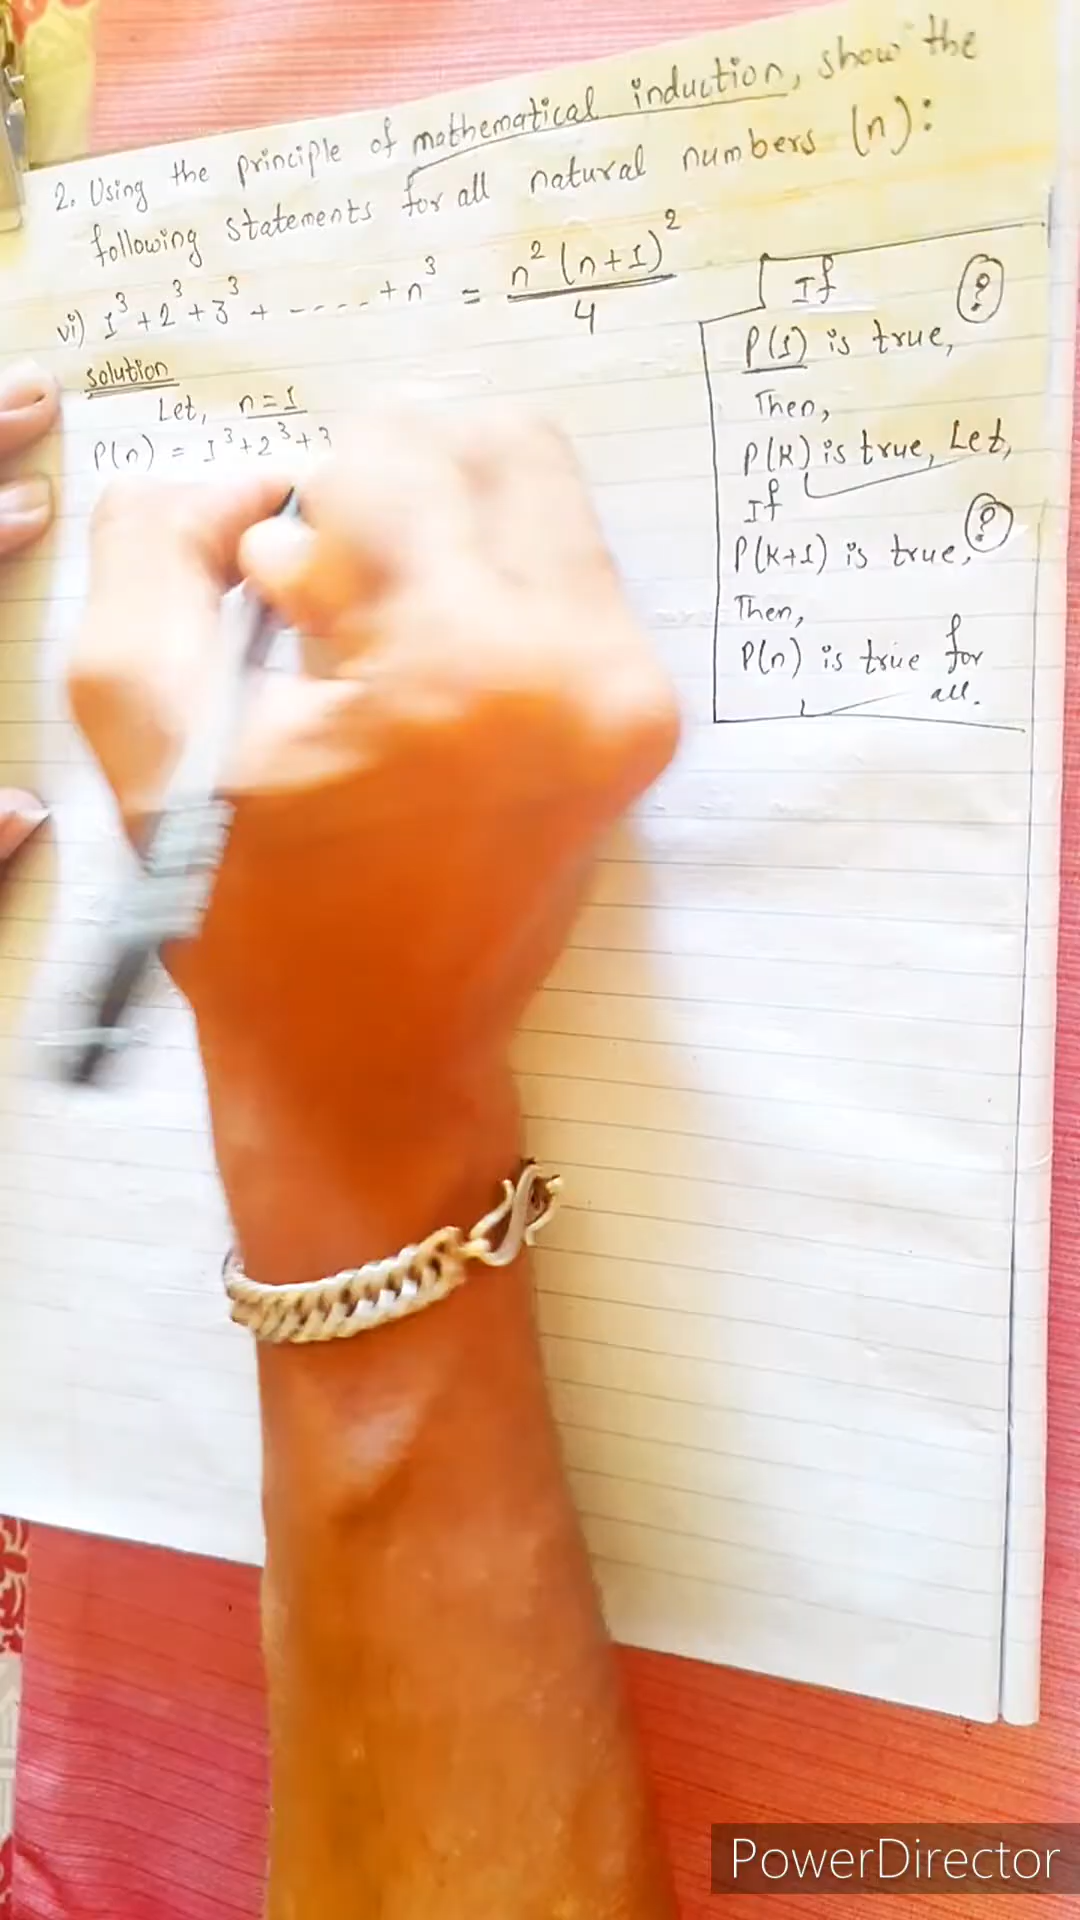 2. Using the principle of mathematical induction, show the
following statements for all natural numbers (n):
vi) 1³ + 2³ + 3³ + ----- + n³ = n²(n+1)²/4
solution
Let, n = 1
P(n) = 1³ + 2³ + 3
If ?
P(1) is true,
Then,
P(K) is true, Let,
If
P(K+1) is true, ?
Then,
P(n) is true for
all.
PowerDirector